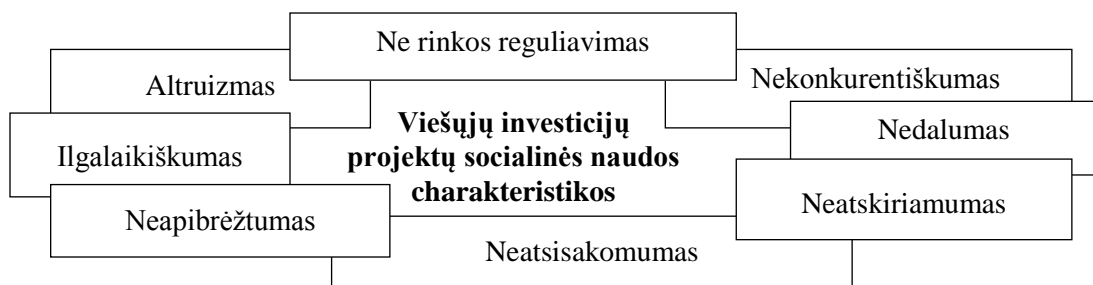 Ne rinkos reguliavimas
Altruizmas
Nekonkurentiškumas
Viešųjų investicijų
projektų socialinės naudos
charakteristikos
Nedalumas
Ilgalaikiškumas
Neatskiriamumas
Neapibrėžtumas
Neatsisakomumas